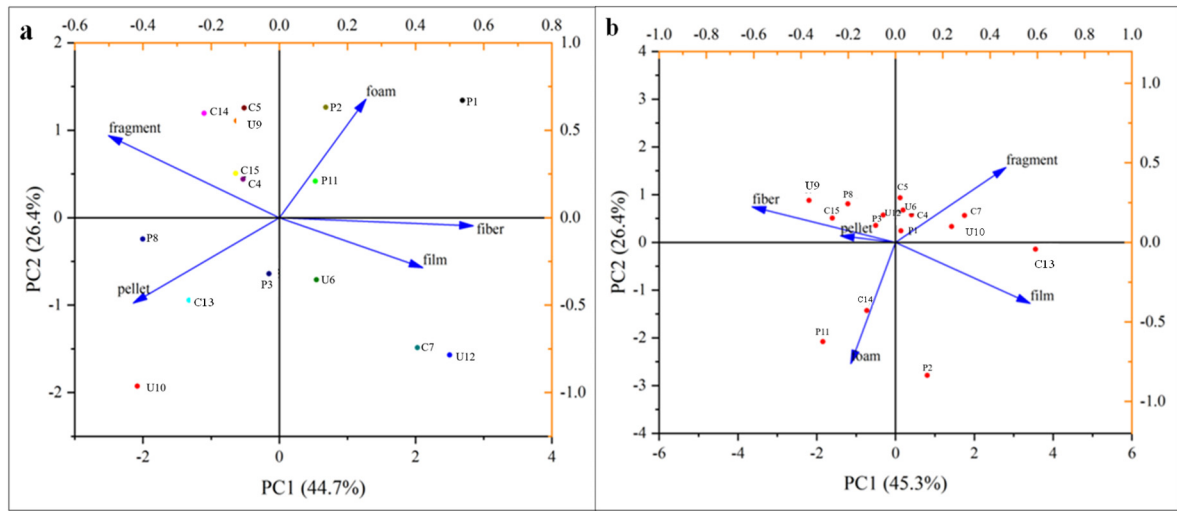 a
-0.6 -0.4 -0.2 0.0 0.2 0.4 0.6 0.8
2
1
0
-1
-2
1.0
0.5
0.0
-0.5
-1.0
PC2 (26.4%)
foam
P1
C5
P2
C14
U9
fragment
C15
C4
P11
fiber
P8
film
P3
U6
pellet
C13
C7
U12
U10
-2 0 2 4
PC1 (44.7%)
b
-1.0 -0.8 -0.6 -0.4 -0.2 0.0 0.2 0.4 0.6 0.8 1.0
4
3
2
1
0
-1
-2
-3
-4
1.0
0.5
0.0
-0.5
-1.0
PC2 (26.4%)
fragment
U9
P8
C5
fiber
C15
P3
U12
U6
C4
C7
pellet
P1
U10
C13
C14
film
P11
foam
P2
-6 -4 -2 0 2 4 6
PC1 (45.3%)